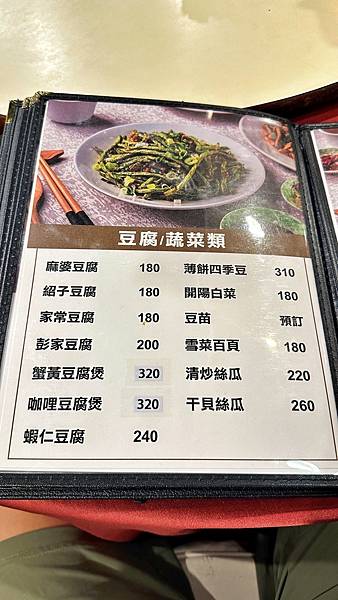 豆腐/蔬菜類
麻婆豆腐 180
紹子豆腐 180
家常豆腐 180
彭家豆腐 200
蟹黃豆腐煲 320
咖哩豆腐煲 320
蝦仁豆腐 240
薄餅四季豆 310
開陽白菜 180
豆苗 預訂
雪菜百頁 180
清炒絲瓜 220
干貝絲瓜 260